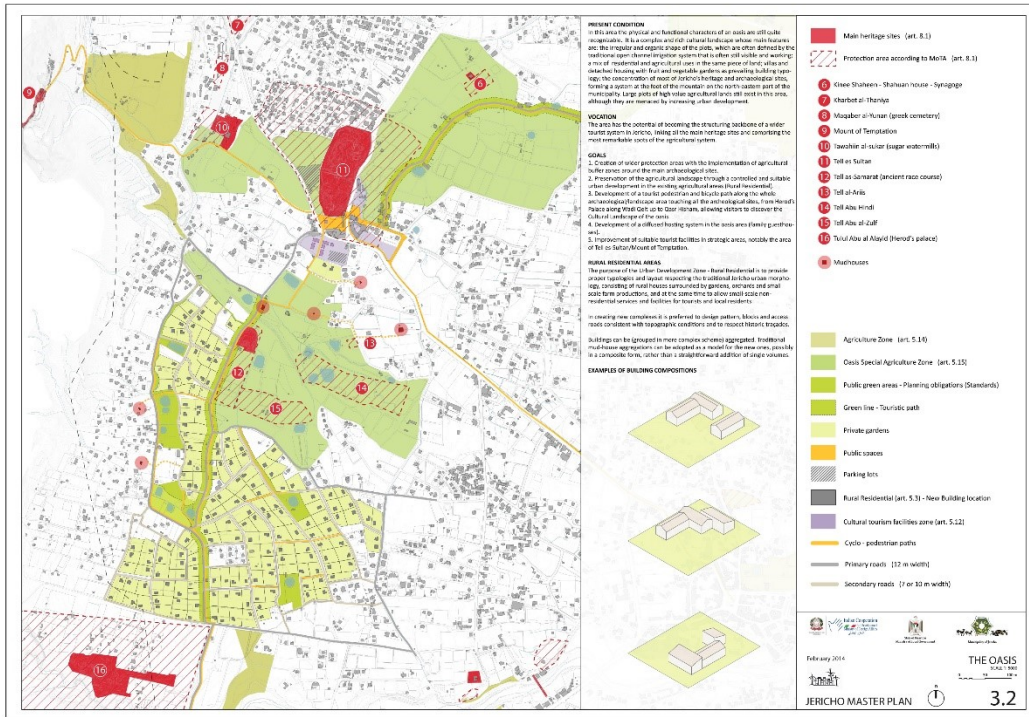 PRESENT CONDITION
In this area the physical and functional characters of an oasis are still quite
recognisable. It is a complex and rich cultural landscape whose main features
are: the irregular and organic shape of the plots, which are often defined by the
traditional open channel irrigation system that is often still visible and working;
a mix of residential and agricultural uses in the same piece of land; villas and
detached housing with fruit and vegetable gardens as prevailing building typo-
logy; the concentration of most of Jericho's heritage and archaeological sites,
forming a system at the foot of the mountain on the north-eastern part of the
municipality. Large plots of high value agricultural lands still exist in this area,
although they are menaced by increasing urban development.
VOCATION
The area has the potential of becoming the structuring backbone of a wider
tourist system in Jericho, linking all the main heritage sites and comprising the
most remarkable spots of the agricultural system.
GOALS
1. Creation of wider protection areas with the implementation of agricultural
buffer zones around the main archaeological sites.
2. Preservation of the agricultural landscape through a controlled and suitable
urban development in the existing agricultural areas (Rural Residential).
3. Development of a tourist pedestrian and bicycle path along the whole
archaeological/landscape area touching all the archeological sites, from Herod's
Palace along Wadi Qelt up to Qasr Hisham, allowing visitors to discover the
Cultural Landscape of the oasis
4. Development of a diffused hosting system in the oasis area (family guesthou-
ses).
5. Improvement of suitable tourist facilities in strategic areas, notably the area
of Tell es Sultan/Mount of Temptation.
RURAL RESIDENTIAL AREAS
The purpose of the Urban Development Zone - Rural Residential is to provide
proper typologies and layout respecting the traditional Jericho urban morpho-
logy, consisting of rural houses surrounded by gardens, orchards and small
scale farm productions, and at the same time to allow small-scale non-
residential services and facilities for tourists and local residents
In creating new complexes it is preferred to design pattern, blocks and access
roads consistent with topographic conditions and to respect historic traçades.
Buildings can be (grouped in more complex scheme) aggregated. Traditional
mud-house aggregations can be adopted as a model for the new ones, possibly
in a composite form, rather than a straightforward addition of single volumes.
EXAMPLES OF BUILDING COMPOSITIONS
Main heritage sites (art. 8.1)
Protection area according to MoTA (art. 8.1)
6 Knee Shaheen - Shahuan house - Synagoge
7 Kharbet al-Thaniya
8 Maqaber al-Yunan (greek cemetery)
9 Mount of Temptation
10 Tawahiin al-sukar (sugar watermills)
11 Tell es Sultan
12 Tell as-Samarat (ancient race course)
13 Tell al-Ariis
14 Tell Abu Hindi
15 Tell Abu al-Zulf
16 Tulul Abu al Alayid (Herod's palace)
Mudhouses
Agriculture Zone (art. 5.14)
Oasis Special Agriculture Zone (art. 5.15)
Public green areas - Planning obligations (Standards)
Green line - Touristic path
Private gardens
Public spaces
Parking lots
Rural Residential (art. 5.3) - New Building location
Cultural tourism facilities zone (art. 5.12)
Cyclo - pedestrian paths
Primary roads (12 m width)
Secondary roads (7 or 10 m width)
February 2014
THE OASIS
JERICHO MASTER PLAN
3.2
7
8
9
10
6
11
13
12
14
15
16